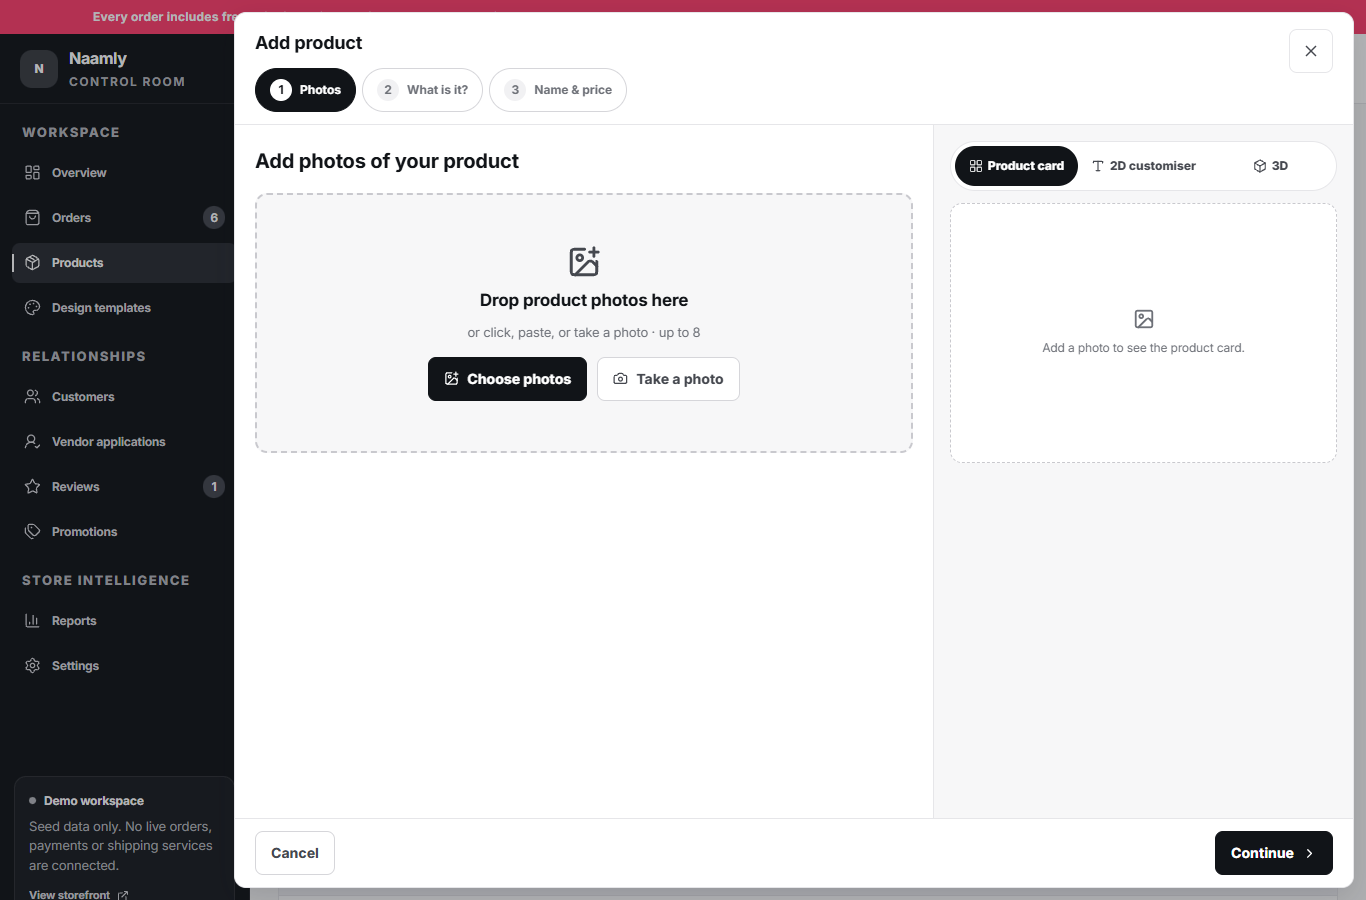 Every order includes fre
N
Naamly
CONTROL ROOM
WORKSPACE
Overview
Orders 6
Products
Design templates
RELATIONSHIPS
Customers
Vendor applications
Reviews 1
Promotions
STORE INTELLIGENCE
Reports
Settings
Demo workspace
Seed data only. No live orders,
payments or shipping services
are connected.
View storefront
Add product
1 Photos 2 What is it? 3 Name & price
Add photos of your product
Drop product photos here
or click, paste, or take a photo · up to 8
Choose photos Take a photo
Product card 2D customiser 3D
Add a photo to see the product card.
Cancel Continue